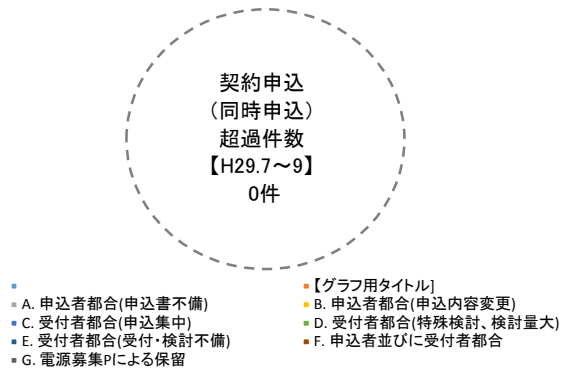 契約申込
（同時申込）
超過件数
【H29.7～9】
0件
【グラフ用タイトル]
A. 申込者都合(申込書不備)
B. 申込者都合(申込内容変更)
C. 受付者都合(申込集中)
D. 受付者都合(特殊検討、検討量大)
E. 受付者都合(受付・検討不備)
F. 申込者並びに受付者都合
G. 電源募集Pによる保留